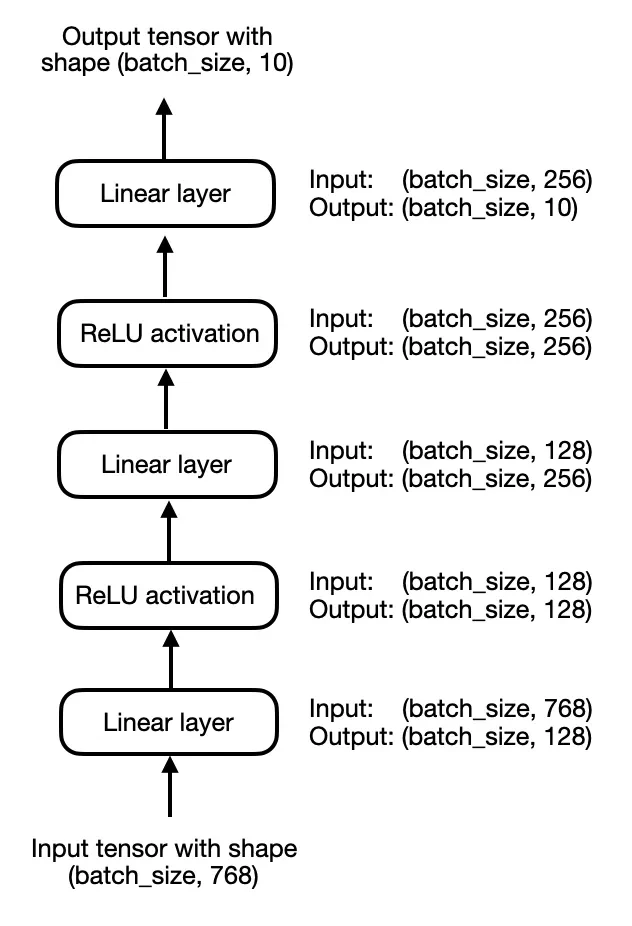 Output tensor with
shape (batch_size, 10)
Linear layer
Input: (batch_size, 256)
Output: (batch_size, 10)
ReLU activation
Input: (batch_size, 256)
Output: (batch_size, 256)
Linear layer
Input: (batch_size, 128)
Output: (batch_size, 256)
ReLU activation
Input: (batch_size, 128)
Output: (batch_size, 128)
Linear layer
Input: (batch_size, 768)
Output: (batch_size, 128)
Input tensor with shape
(batch_size, 768)